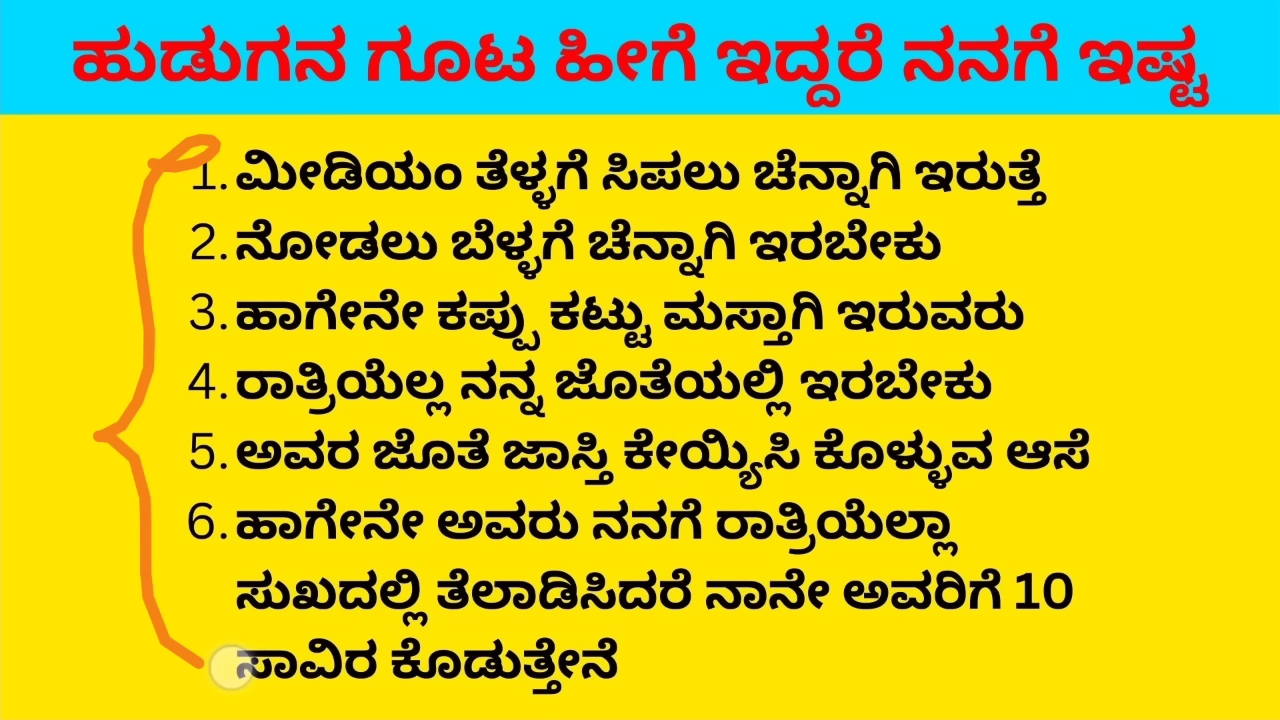 ಹುಡುಗನ ಗೂಟ ಹೀಗೆ ಇದ್ದರೆ ನನಗೆ ಇಷ್ಟ
1. ಮೀಡಿಯಂ ತೆಳ್ಳಗೆ ಸಿಪಲು ಚೆನ್ನಾಗಿ ಇರುತ್ತೆ
2. ನೋಡಲು ಬೆಳ್ಳಗೆ ಚೆನ್ನಾಗಿ ಇರಬೇಕು
3. ಹಾಗೇನೇ ಕಪ್ಪು ಕಟ್ಟು ಮಸ್ತಾಗಿ ಇರುವರು
4. ರಾತ್ರಿಯೆಲ್ಲ ನನ್ನ ಜೊತೆಯಲ್ಲಿ ಇರಬೇಕು
5. ಅವರ ಜೊತೆ ಜಾಸ್ತಿ ಕೇಯ್ಯಿಸಿ ಕೊಳ್ಳುವ ಆಸೆ
6. ಹಾಗೇನೇ ಅವರು ನನಗೆ ರಾತ್ರಿಯೆಲ್ಲಾ
ಸುಖದಲ್ಲಿ ತೆಲಾಡಿಸಿದರೆ ನಾನೇ ಅವರಿಗೆ 10
ಸಾವಿರ ಕೊಡುತ್ತೇನೆ